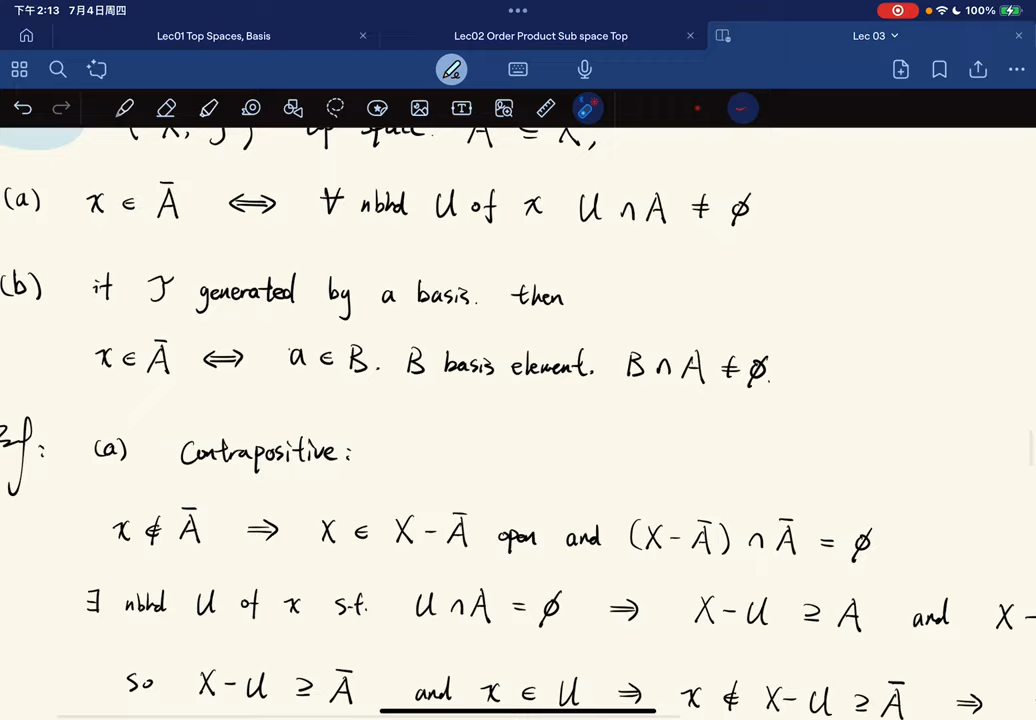 下午 2:13 7月4日周四
100%
Lec01 Top Spaces, Basis
Lec02 Order Product Sub space Top
Lec 03
(X, J) top space. A ⊆ X,
(a) x ∈ Ā ⟺ ∀ nbhd U of x U ∩ A ≠ ∅
(b) if J generated by a basis. then
x ∈ Ā ⟺ a ∈ B. B basis element. B ∩ A ≠ ∅.
(a) Contrapositive:
x ∉ Ā ⟹ X ∈ X - Ā open and (X - Ā) ∩ Ā = ∅
∃ nbhd U of x s.t. U ∩ A = ∅ ⟹ X - U ≥ A and X -
so X - U ≥ Ā and x ∈ U ⟹ x ∉ X - U ≥ Ā ⟹